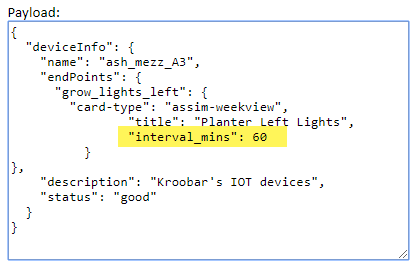 Payload:
{
  "deviceInfo": {
    "name": "ash_mezz_A3",
    "endPoints": {
      "grow_lights_left": {
        "card-type": "assim-weekview",
                "title": "Planter Left Lights",
                "interval_mins": 60
          }
},
    "description": "Kroobar's IOT devices",
    "status": "good"
  }
}